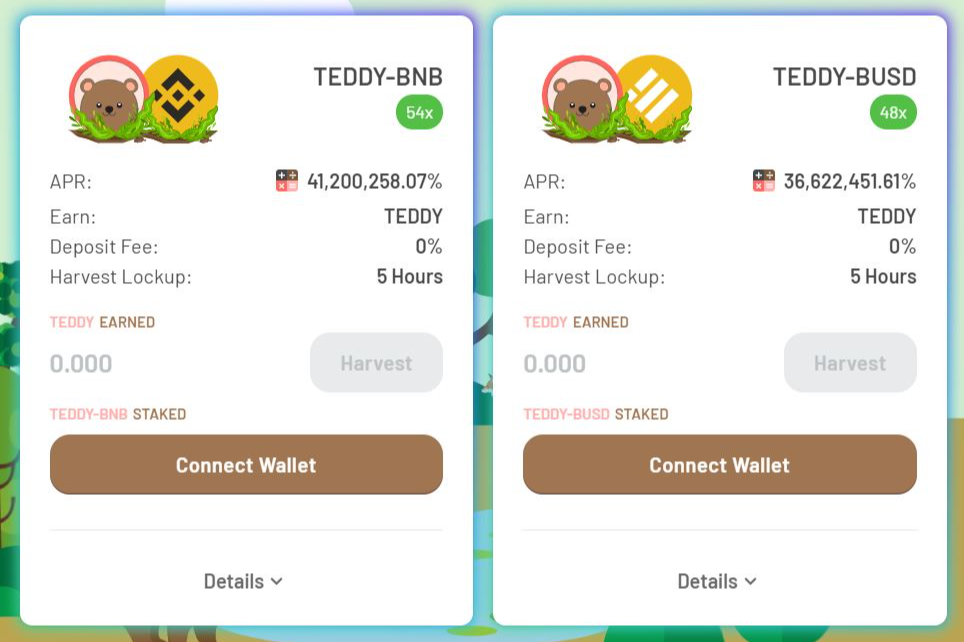 TEDDY-BNB
54x
APR: 41,200,258.07%
Earn: TEDDY
Deposit Fee: 0%
Harvest Lockup: 5 Hours
TEDDY EARNED
0.000 Harvest
TEDDY-BNB STAKED
Connect Wallet
Details
TEDDY-BUSD
48x
APR: 36,622,451.61%
Earn: TEDDY
Deposit Fee: 0%
Harvest Lockup: 5 Hours
TEDDY EARNED
0.000 Harvest
TEDDY-BUSD STAKED
Connect Wallet
Details